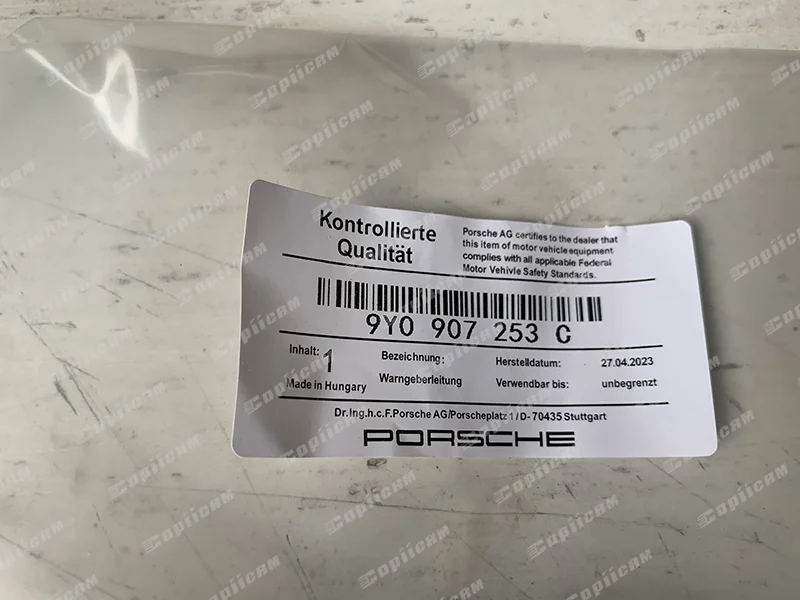 Kontrollierte
Qualität
Porsche AG certifies to the dealer that
this item of motor vehicle equipment
complies with all applicable Federal
Motor Vehivle Safety Standards.
9Y0 907 253 C
Inhalt: 1
Made in Hungary
Bezeichnung:
Warngeberleitung
Herstelldatum: 27.04.2023
Verwendbar bis: unbegrenzt
Dr.Ing.h.c.F.Porsche AG/Porscheplatz 1/D-70435 Stuttgart
PORSCHE
Copiicam